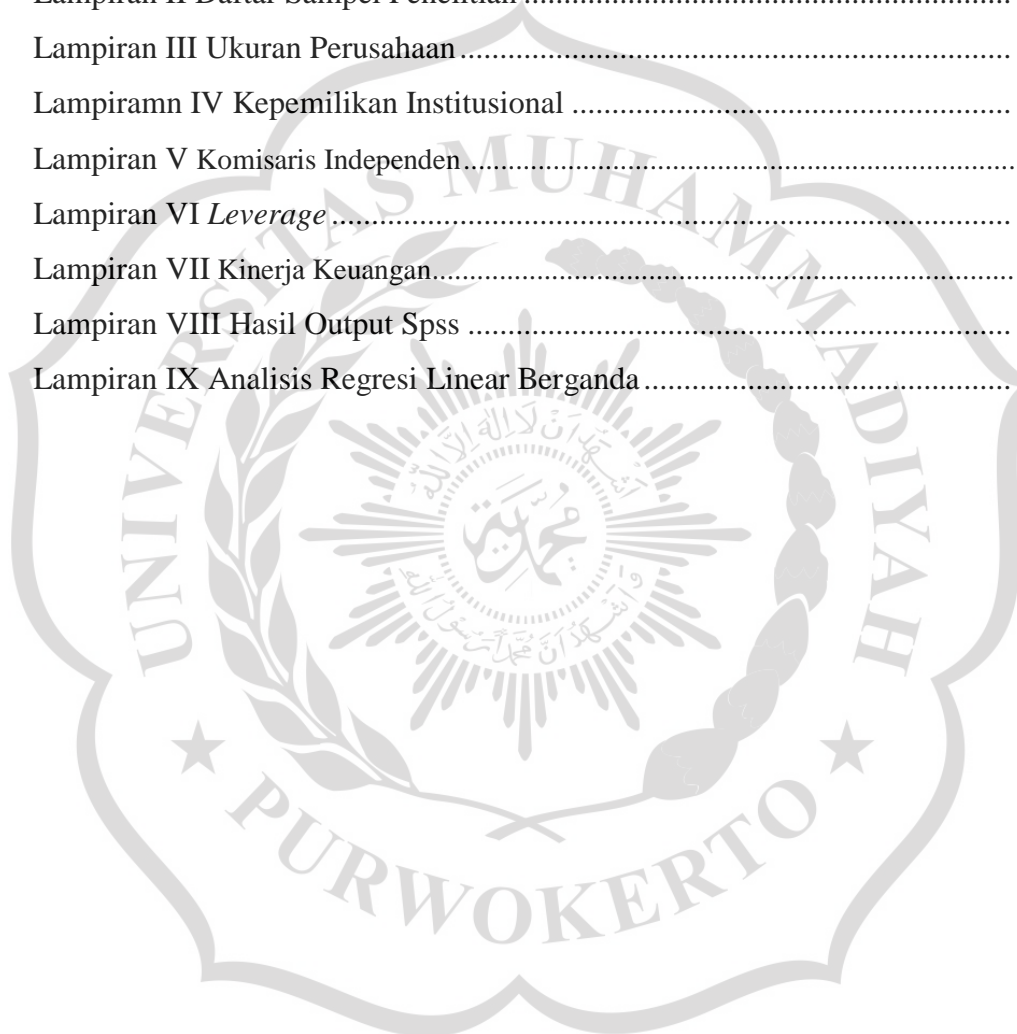 Lampiran II Daftar Sampel Penelitian ............................................................
Lampiran III Ukuran Perusahaan ....................................................................
Lampiramn IV Kepemilikan Institusional ......................................................
Lampiran V Komisaris Independen ....................................................................
Lampiran VI Leverage ....................................................................................
Lampiran VII Kinerja Keuangan.........................................................................
Lampiran VIII Hasil Output Spss ...................................................................
Lampiran IX Analisis Regresi Linear Berganda .............................................
UNIVERSITAS MUHAMMADIYAH
PURWOKERTO